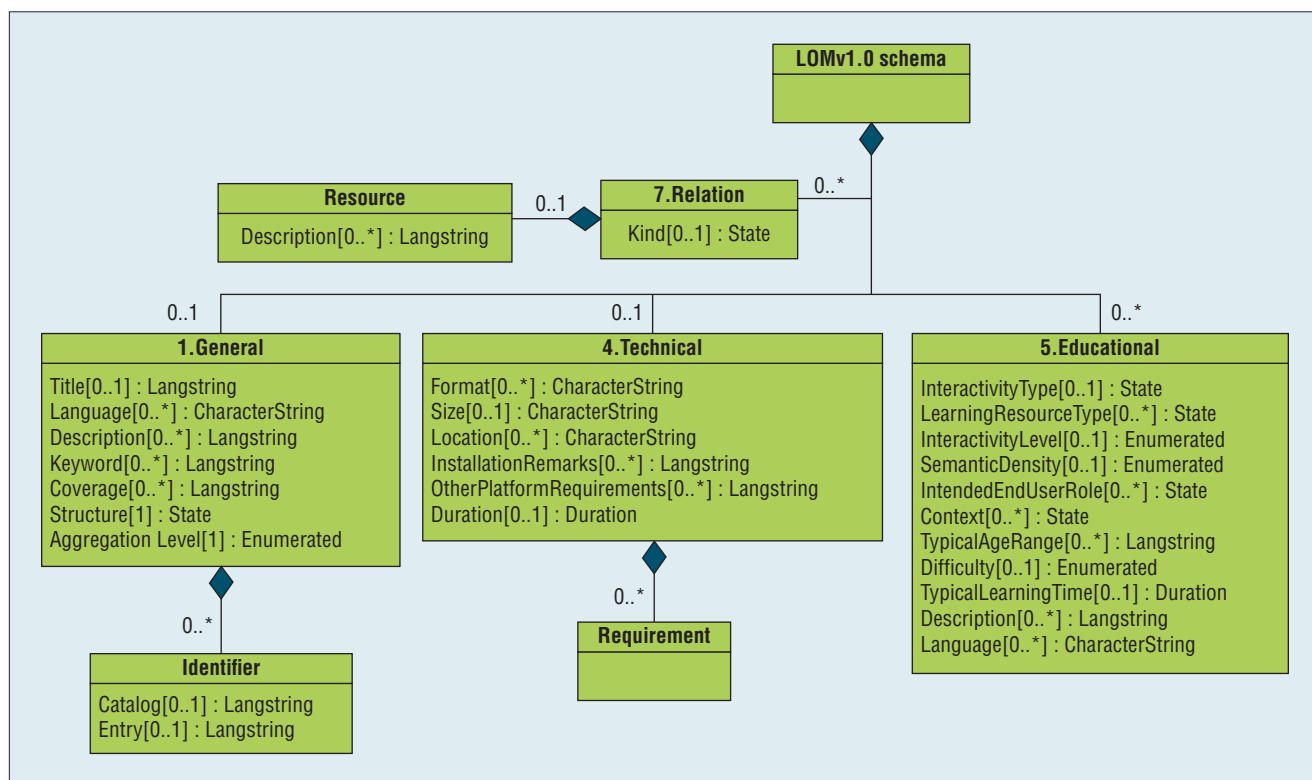 LOMv1.0 schema
0..*
7.Relation
Kind[0..1] : State
0..1
Resource
Description[0..*] : Langstring
0..1
1.General
Title[0..1] : Langstring
Language[0..*] : CharacterString
Description[0..*] : Langstring
Keyword[0..*] : Langstring
Coverage[0..*] : Langstring
Structure[1] : State
Aggregation Level[1] : Enumerated
0..*
Identifier
Catalog[0..1] : Langstring
Entry[0..1] : Langstring
0..1
4.Technical
Format[0..*] : CharacterString
Size[0..1] : CharacterString
Location[0..*] : CharacterString
InstallationRemarks[0..*] : Langstring
OtherPlatformRequirements[0..*] : Langstring
Duration[0..1] : Duration
0..*
Requirement
0..*
5.Educational
InteractivityType[0..1] : State
LearningResourceType[0..*] : State
InteractivityLevel[0..1] : Enumerated
SemanticDensity[0..1] : Enumerated
IntendedEndUserRole[0..*] : State
Context[0..*] : State
TypicalAgeRange[0..*] : Langstring
Difficulty[0..1] : Enumerated
TypicalLearningTime[0..1] : Duration
Description[0..*] : Langstring
Language[0..*] : CharacterString